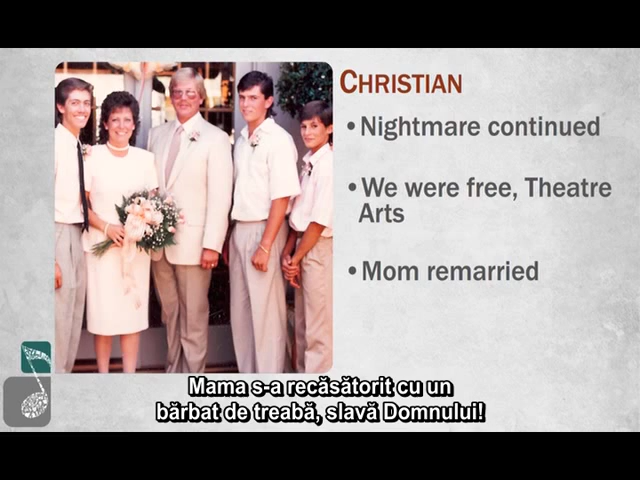 CHRISTIAN
•Nightmare continued
•We were free, Theatre
Arts
•Mom remarried
Mama s-a recăsătorit cu un
bărbat de treabă, slavă Domnului!